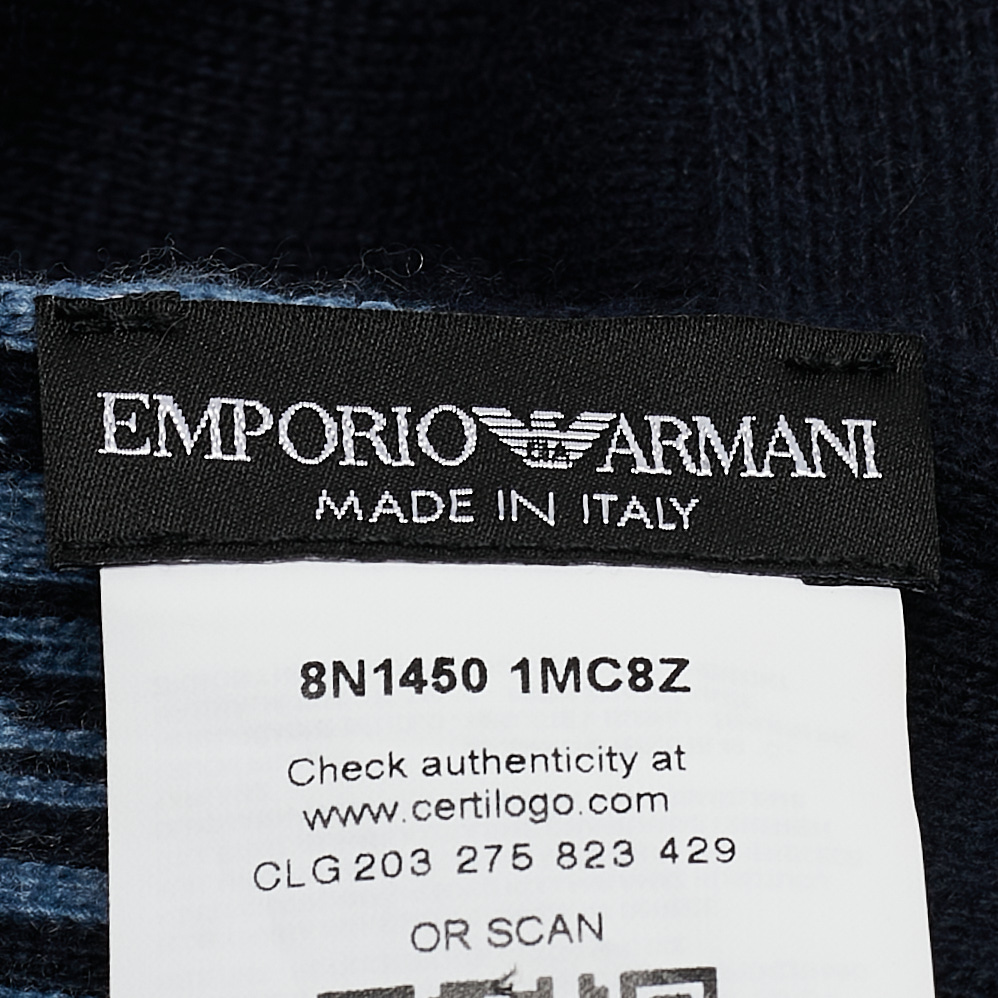 EMPORIO ARMANI
MADE IN ITALY
8N1450 1MC8Z
Check authenticity at
www.certilogo.com
CLG 203 275 823 429
OR SCAN